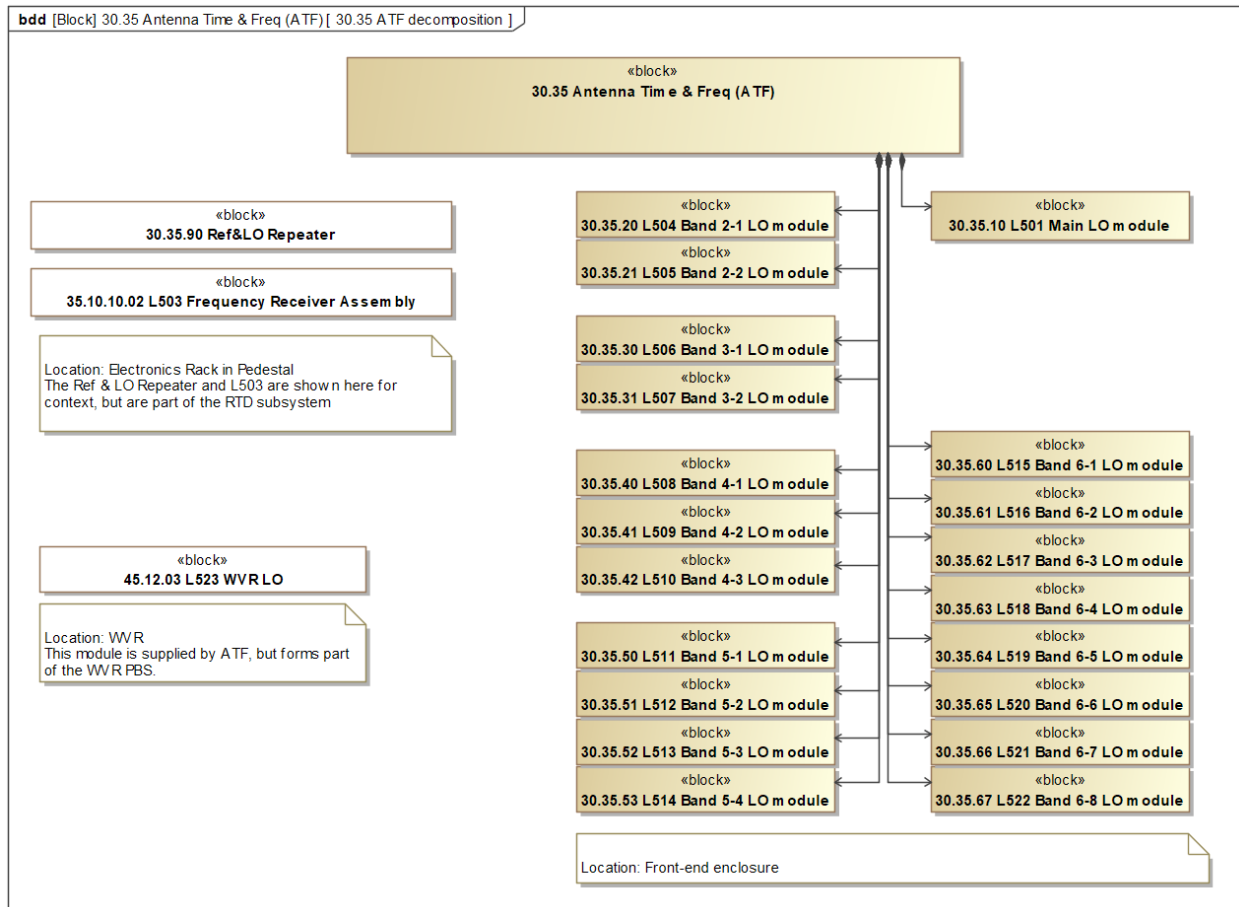 bdd [Block] 30.35 Antenna Time & Freq (ATF) [ 30.35 ATF decomposition ]
«block»
30.35 Antenna Time & Freq (ATF)
«block»
30.35.90 Ref&LO Repeater
«block»
35.10.10.02 L503 Frequency Receiver Assembly
Location: Electronics Rack in Pedestal
The Ref & LO Repeater and L503 are shown here for
context, but are part of the RTD subsystem
«block»
45.12.03 L523 WVR LO
Location: WVR
This module is supplied by ATF, but forms part
of the WVR PBS.
«block»
30.35.20 L504 Band 2-1 LO module
«block»
30.35.21 L505 Band 2-2 LO module
«block»
30.35.30 L506 Band 3-1 LO module
«block»
30.35.31 L507 Band 3-2 LO module
«block»
30.35.40 L508 Band 4-1 LO module
«block»
30.35.41 L509 Band 4-2 LO module
«block»
30.35.42 L510 Band 4-3 LO module
«block»
30.35.50 L511 Band 5-1 LO module
«block»
30.35.51 L512 Band 5-2 LO module
«block»
30.35.52 L513 Band 5-3 LO module
«block»
30.35.53 L514 Band 5-4 LO module
«block»
30.35.10 L501 Main LO module
«block»
30.35.60 L515 Band 6-1 LO module
«block»
30.35.61 L516 Band 6-2 LO module
«block»
30.35.62 L517 Band 6-3 LO module
«block»
30.35.63 L518 Band 6-4 LO module
«block»
30.35.64 L519 Band 6-5 LO module
«block»
30.35.65 L520 Band 6-6 LO module
«block»
30.35.66 L521 Band 6-7 LO module
«block»
30.35.67 L522 Band 6-8 LO module
Location: Front-end enclosure